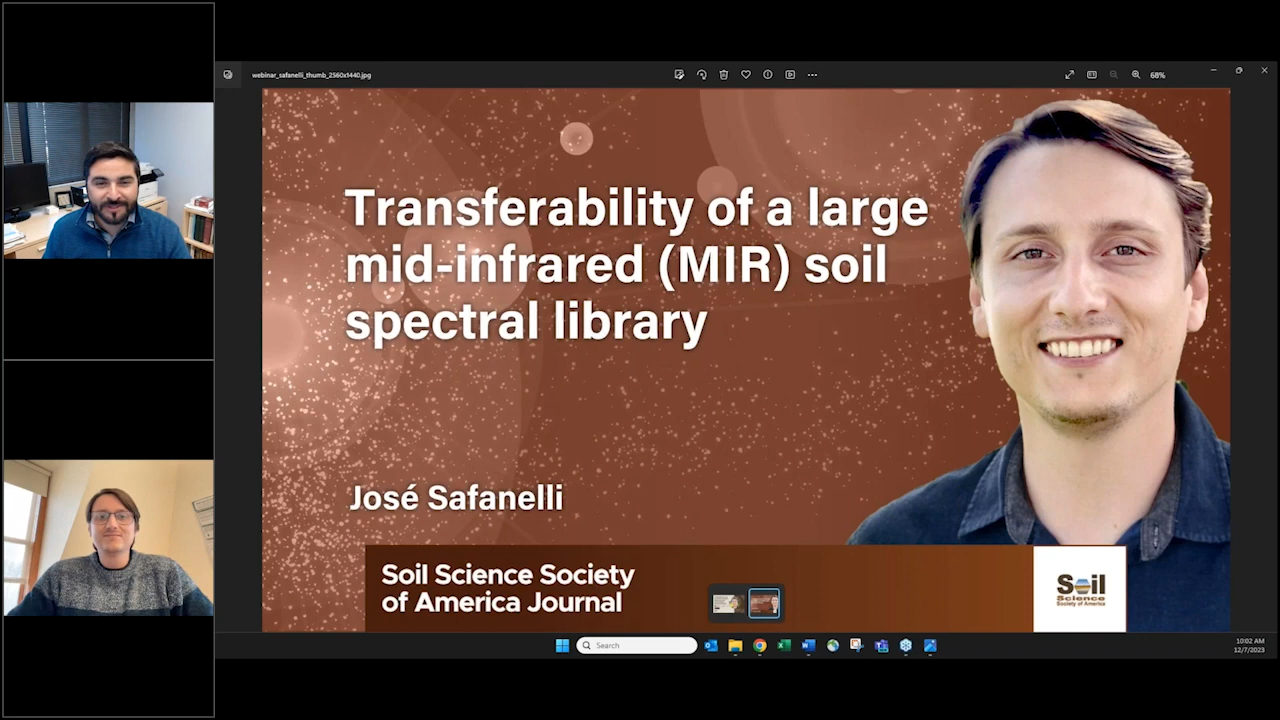 webinar_safanelli_thumb_2560x1440.jpg
68%
Transferability of a large
mid-infrared (MIR) soil
spectral library
José Safanelli
Soil Science Society
of America Journal
Soil
Science
Society of America
Search
10:02 AM
12/7/2023